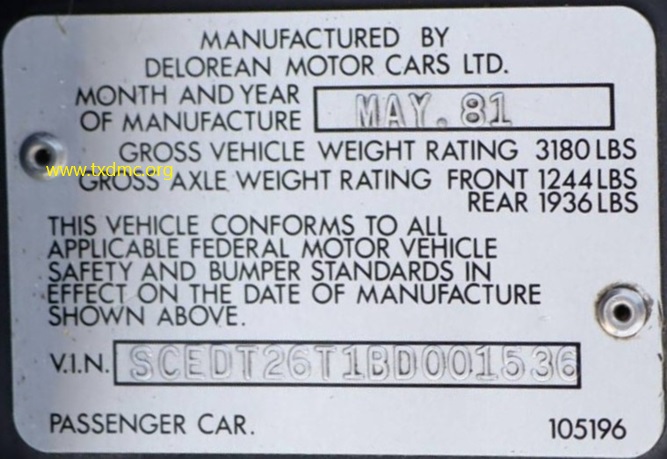 MANUFACTURED BY
DELOREAN MOTOR CARS LTD.
MONTH AND YEAR
OF MANUFACTURE MAY. 81
GROSS VEHICLE WEIGHT RATING 3180 LBS
www.txdmc.org
GROSS AXLE WEIGHT RATING FRONT 1244 LBS
REAR 1936 LBS
THIS VEHICLE CONFORMS TO ALL
APPLICABLE FEDERAL MOTOR VEHICLE
SAFETY AND BUMPER STANDARDS IN
EFFECT ON THE DATE OF MANUFACTURE
SHOWN ABOVE.
V.I.N. SCEDT26T1BD001536
PASSENGER CAR. 105196